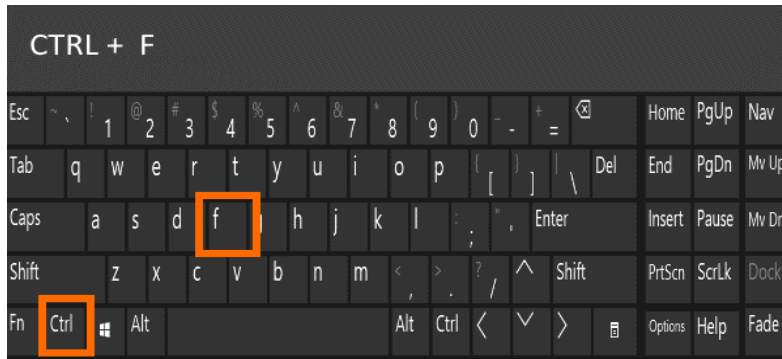 CTRL + F
Esc ~ ` ! 1 @ 2 # 3 $ 4 % 5 ^ 6 & 7 * 8 ( 9 ) 0 _ - + = Home PgUp Nav
Tab q w e r t y u i o p { [ } ] | \ Del End PgDn Mv Up
Caps a s d f g h j k l : ; " ' Enter Insert Pause Mv Dn
Shift z x c v b n m < , > . ? / Shift PrtScn ScrLk Dock
Fn Ctrl Alt Alt Ctrl Options Help Fade